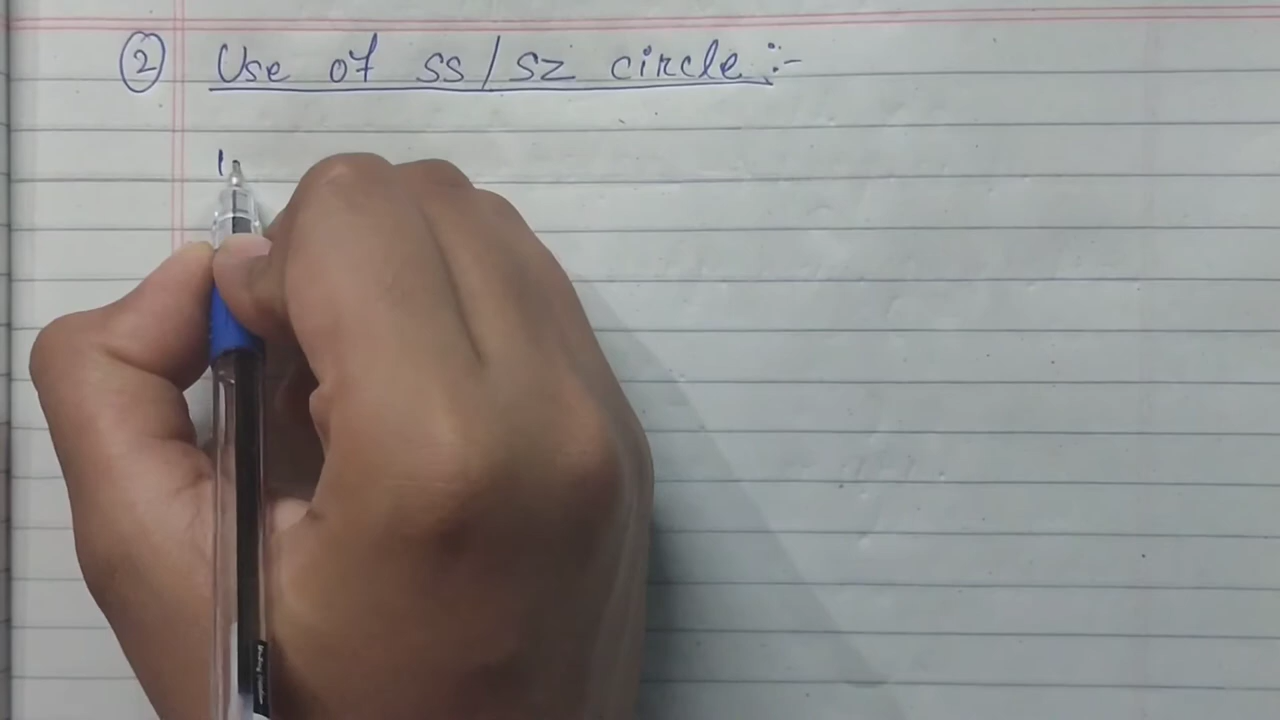 ② Use of ss/sz circle :-